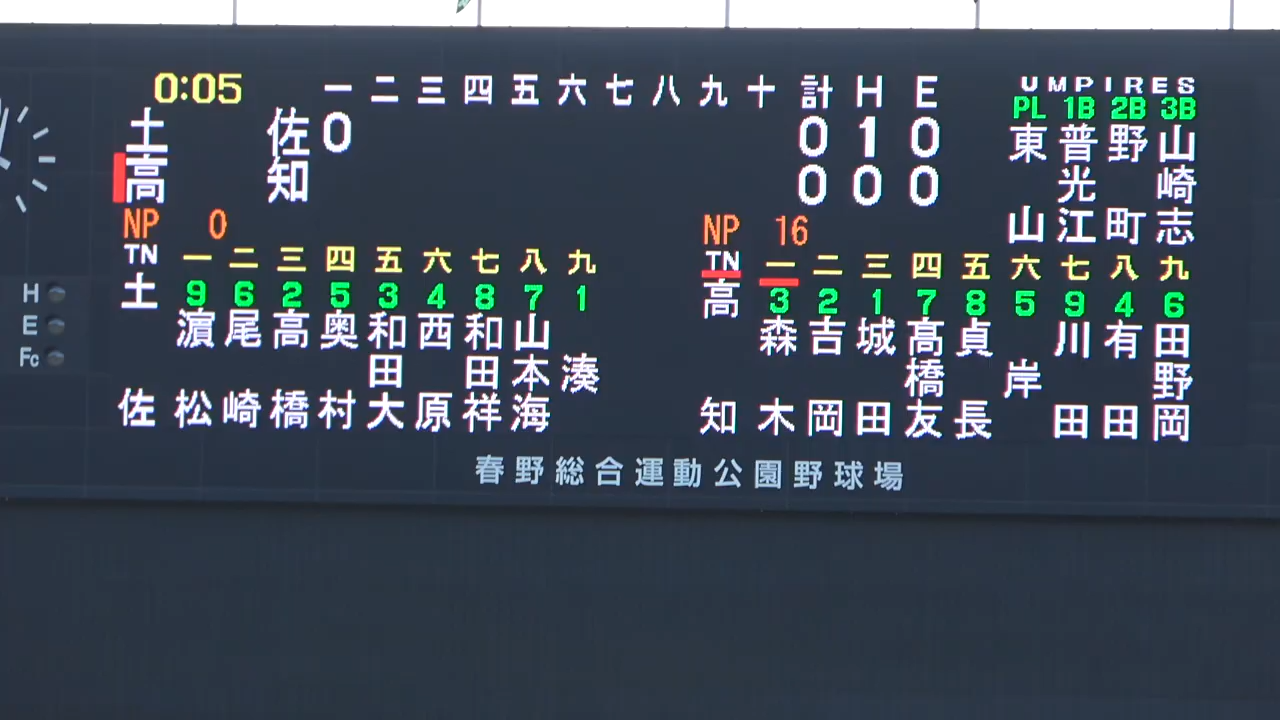 0:05 一 二 三 四 五 六 七 八 九 十 計 H E UMPIRES
PL 1B 2B 3B
土佐 0 0 1 0
高知 0 0 0
東山 普光江 野町 山崎志
NP 0
NP 16
TN 一 二 三 四 五 六 七 八 九
土佐 9 6 2 5 3 4 8 7 1
濵松 尾崎 高橋 奥村 和田大 西原 和田祥 山本海 湊
TN 一 二 三 四 五 六 七 八 九
高知 3 2 1 7 8 5 9 4 6
森木 吉岡 城田 髙橋友 貞長 岸 川田 有田 田野岡
H
E
Fc
春野総合運動公園野球場